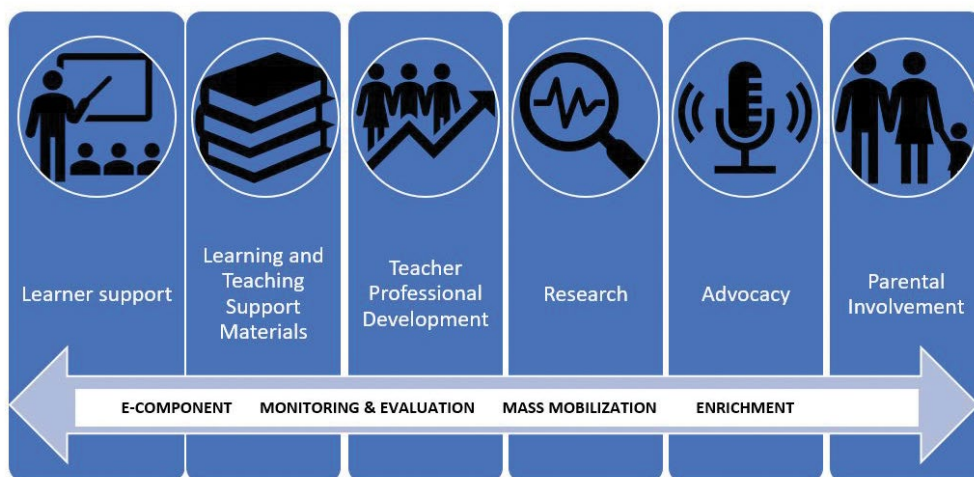 Learner support
Learning and
Teaching
Support
Materials
Teacher
Professional
Development
Research
Advocacy
Parental
Involvement
E-COMPONENT MONITORING & EVALUATION MASS MOBILIZATION ENRICHMENT